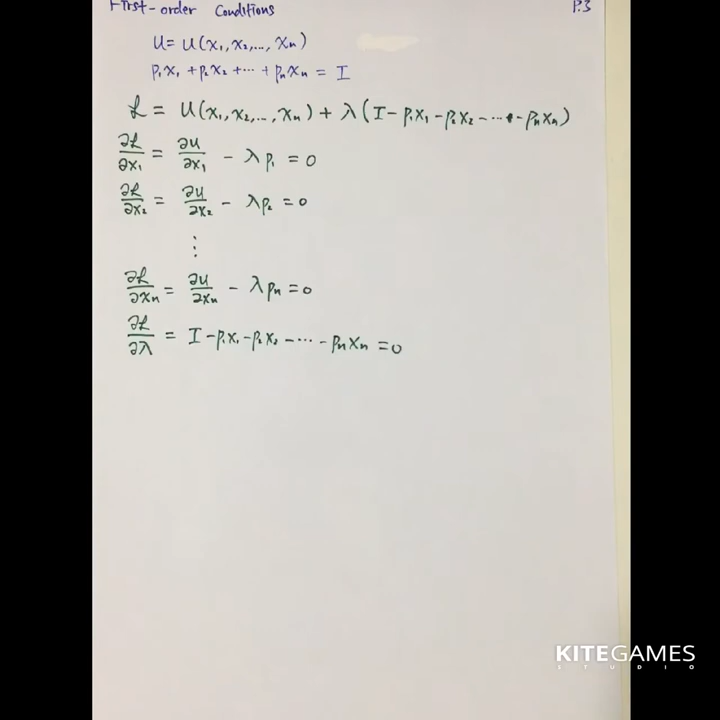 First-order Conditions P.3
U = U(x₁, x₂, ..., xₙ)
p₁x₁ + p₂x₂ + ... + pₙxₙ = I
ℒ = U(x₁, x₂, ..., xₙ) + λ(I - p₁x₁ - p₂x₂ - ... - pₙxₙ)
∂ℒ/∂x₁ = ∂U/∂x₁ - λp₁ = 0
∂ℒ/∂x₂ = ∂U/∂x₂ - λp₂ = 0
⋮
∂ℒ/∂xₙ = ∂U/∂xₙ - λpₙ = 0
∂ℒ/∂λ = I - p₁x₁ - p₂x₂ - ... - pₙxₙ = 0
KITEGAMES
STUDIO